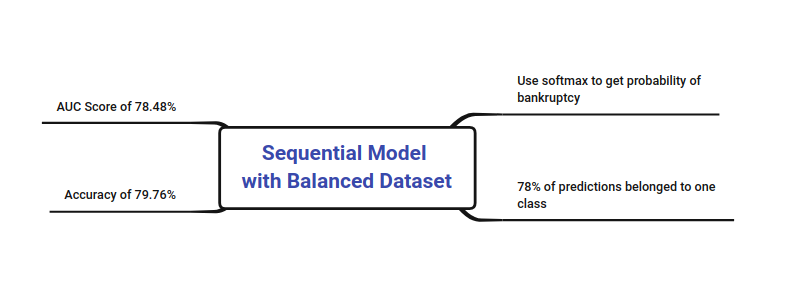 Use softmax to get probability of
bankruptcy
AUC Score of 78.48%
Sequential Model
with Balanced Dataset
78% of predictions belonged to one
class
Accuracy of 79.76%